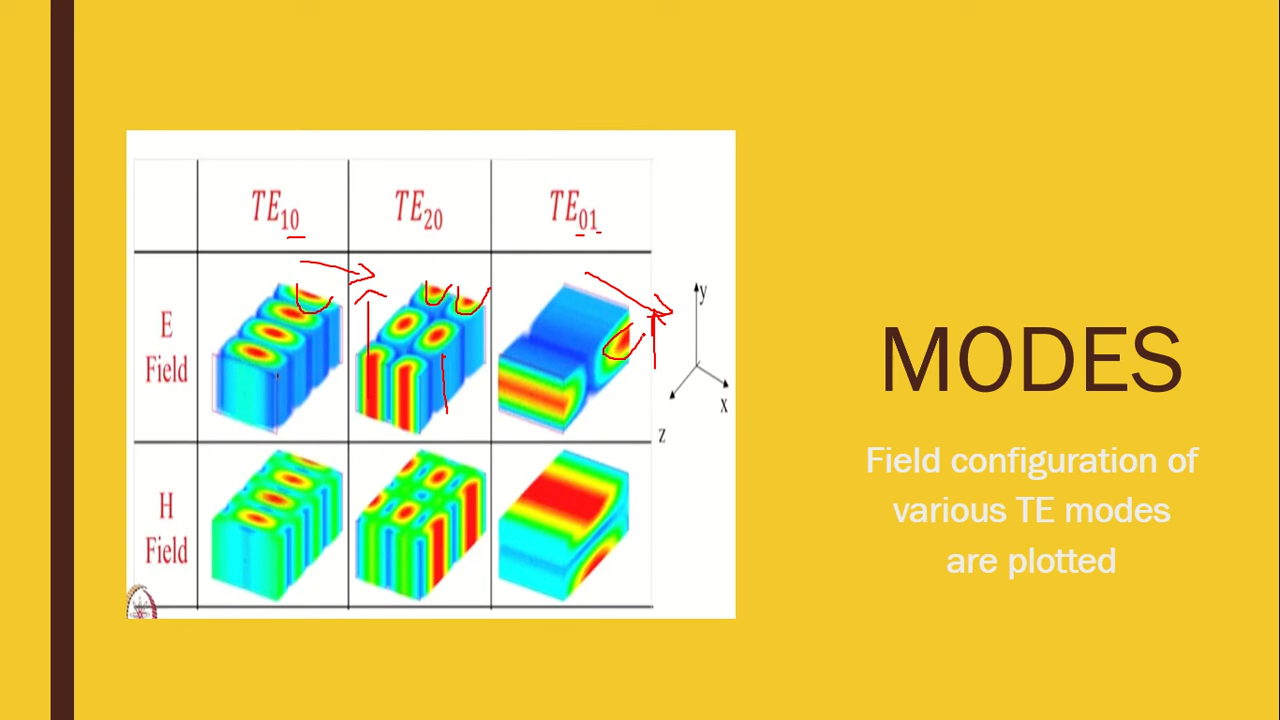 TE10 TE20 TE01
E
Field
H
Field
y
x
z
MODES
Field configuration of
various TE modes
are plotted